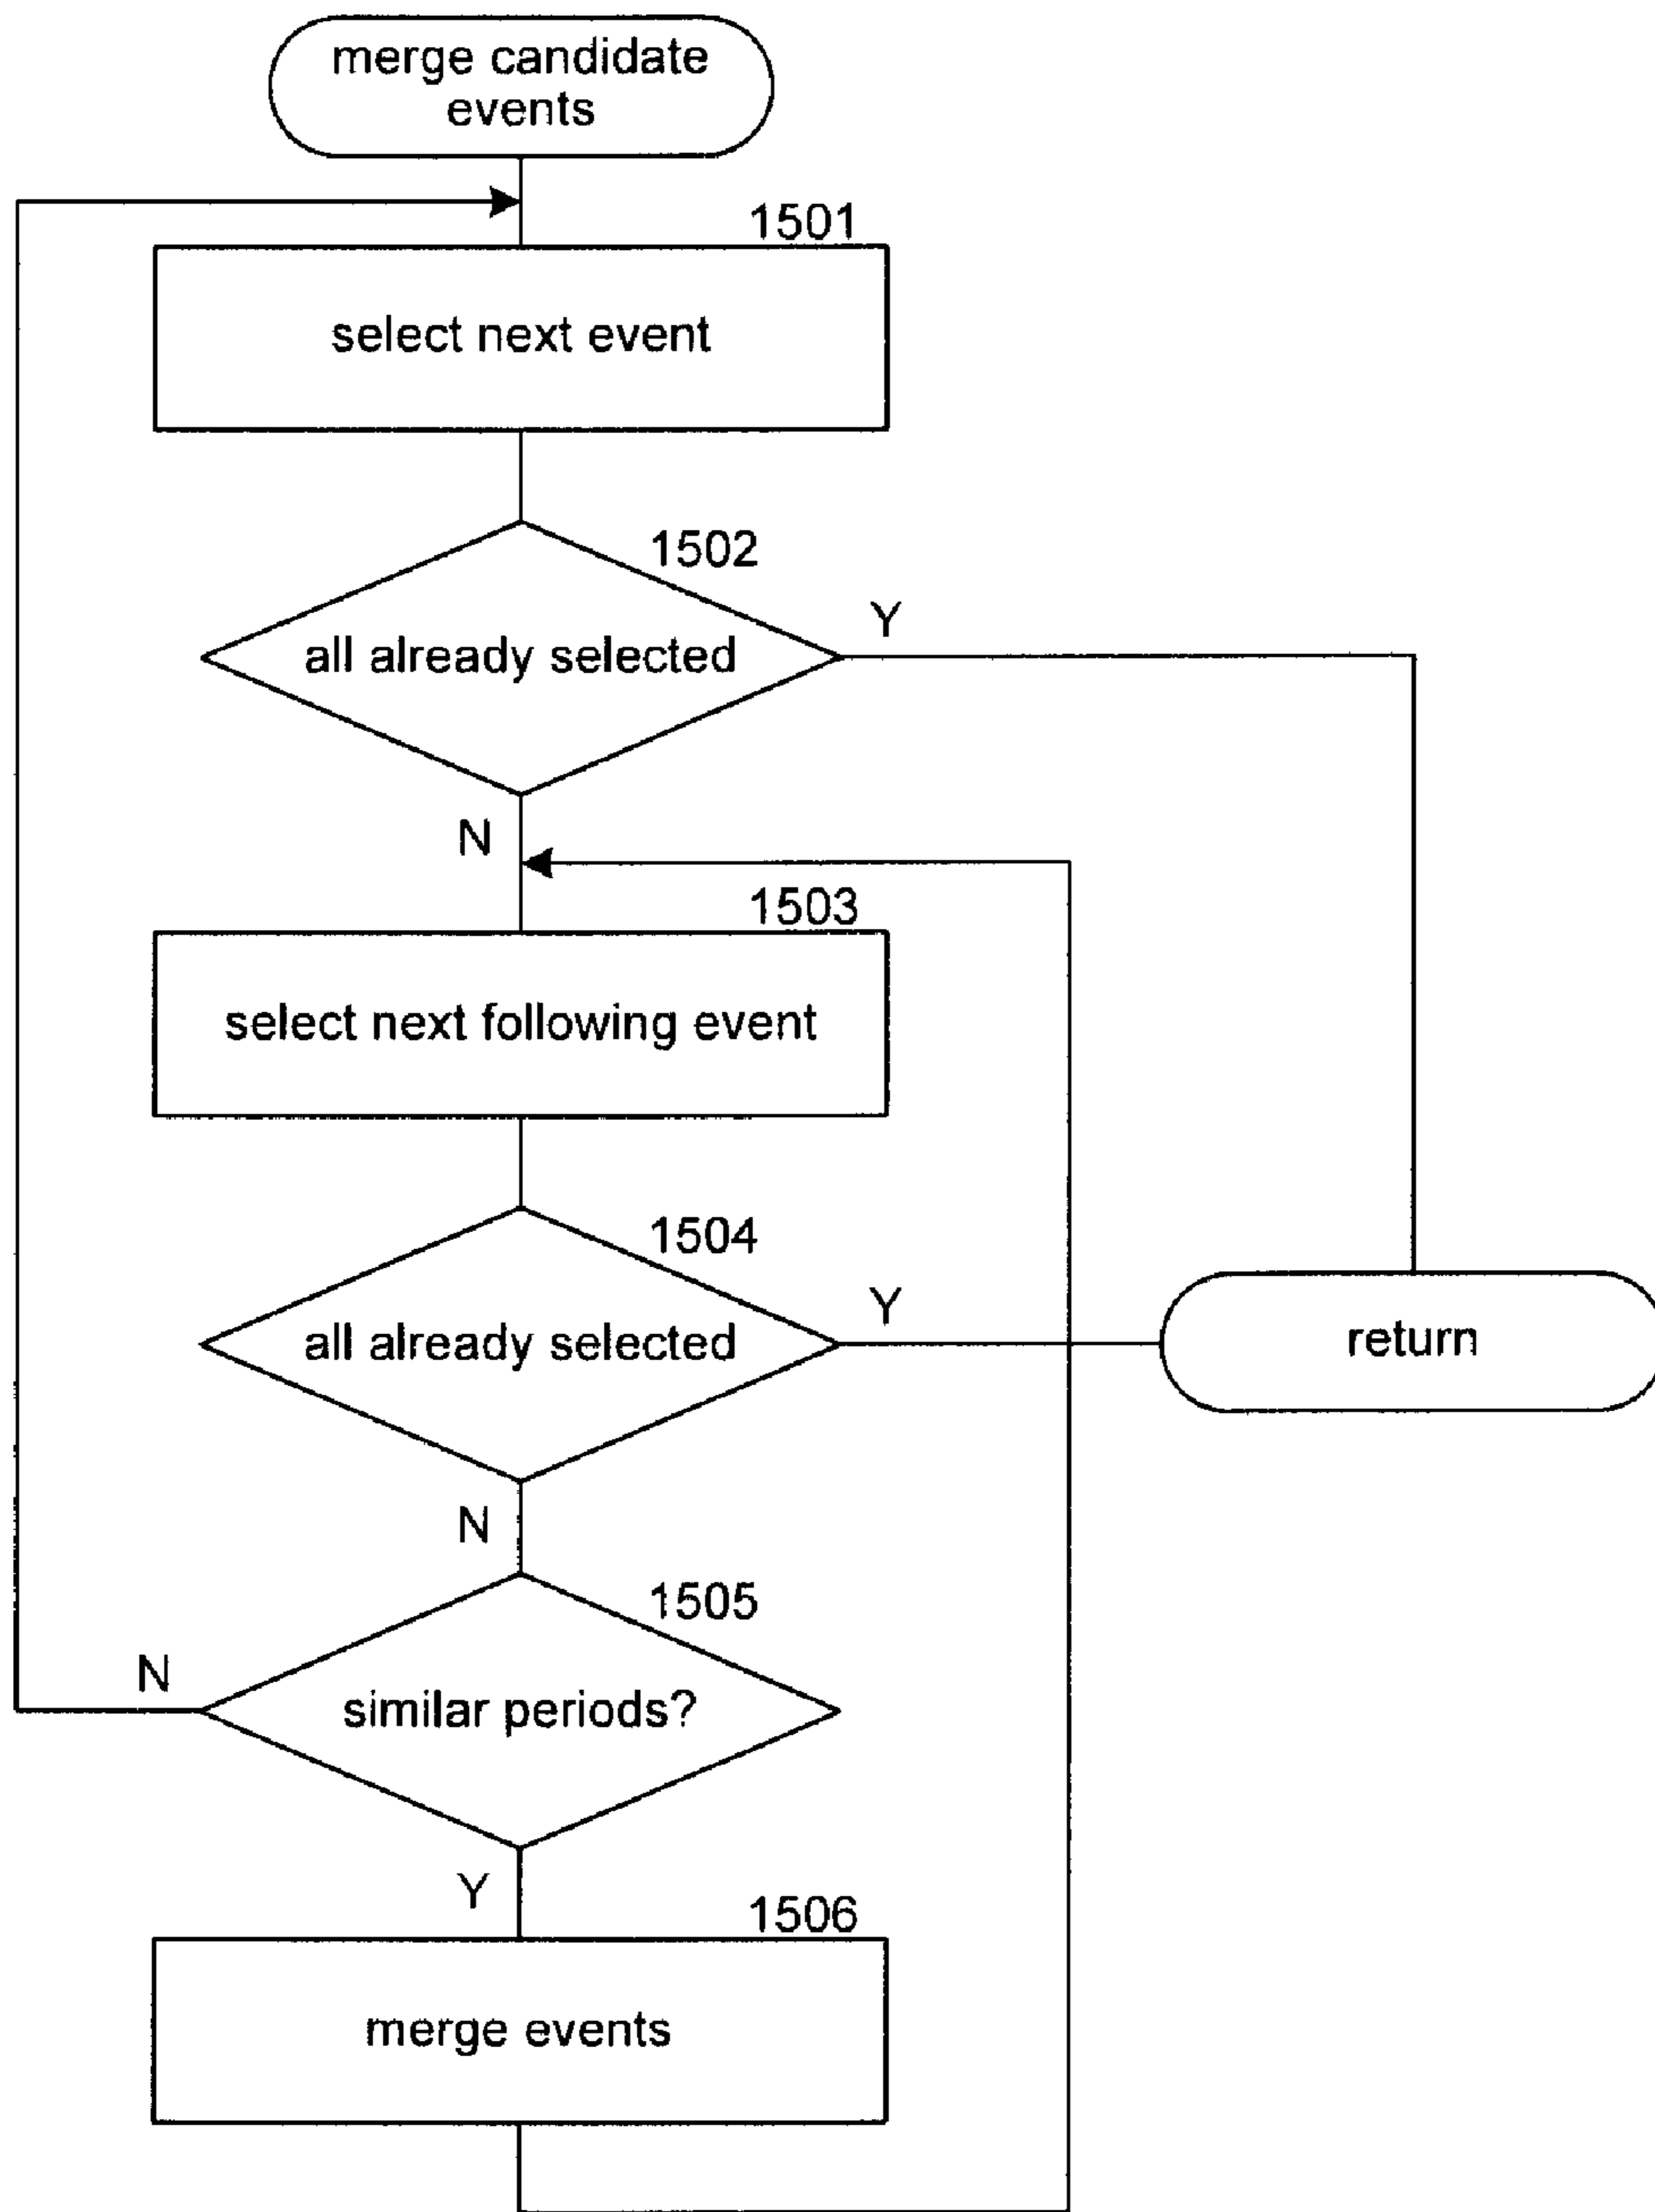 merge candidate
events
1501
select next event
1502
all already selected
Y
N
1503
select next following event
1504
all already selected
Y
return
N
1505
similar periods?
N
Y
1506
merge events